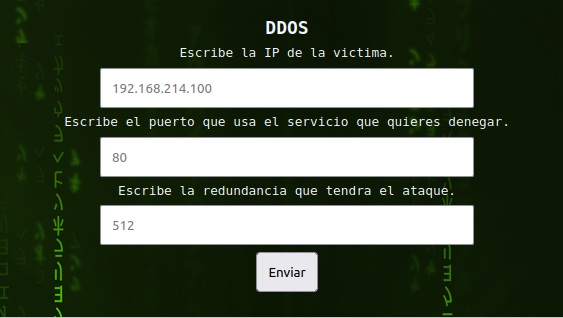 DDOS
Escribe la IP de la victima.
192.168.214.100
Escribe el puerto que usa el servicio que quieres denegar.
80
Escribe la redundancia que tendra el ataque.
512
Enviar